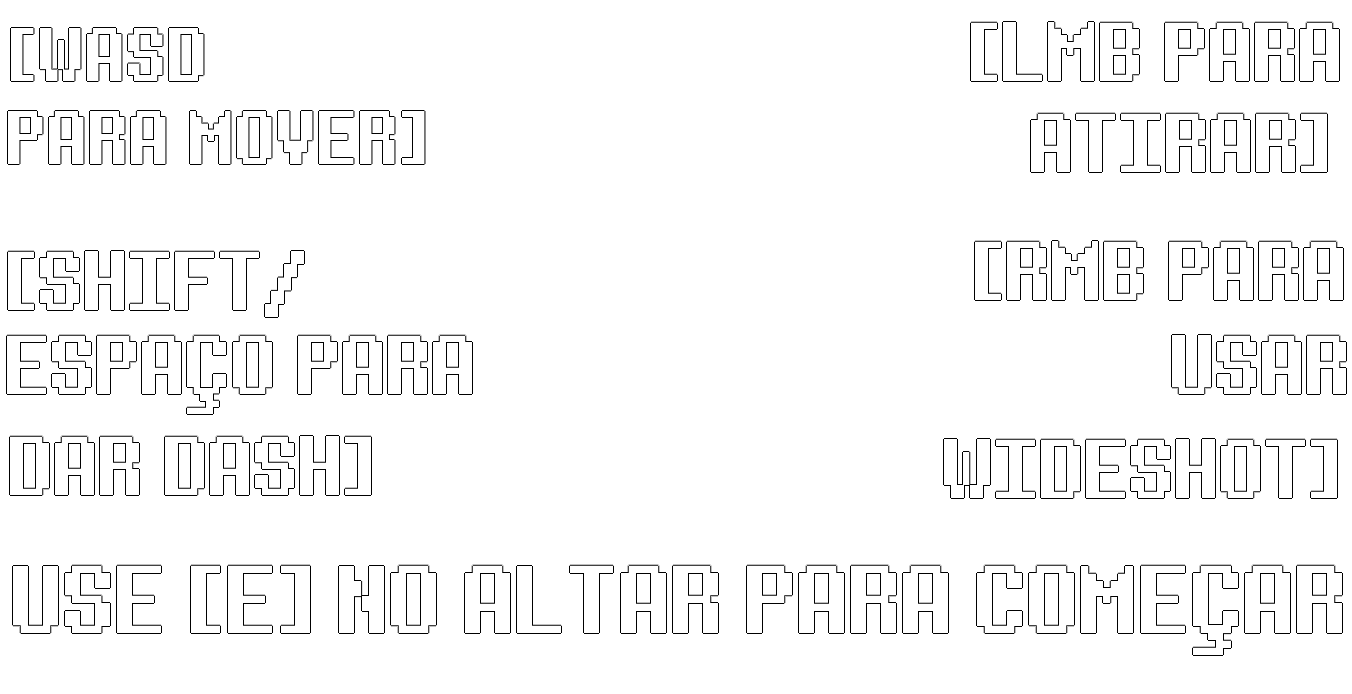 [WASD
PARA MOVER]
[LMB PARA
ATIRAR]
[SHIFT/
ESPAÇO PARA
DAR DASH]
[RMB PARA
USAR
WIDESHOT]
USE [E] NO ALTAR PARA COMEÇAR